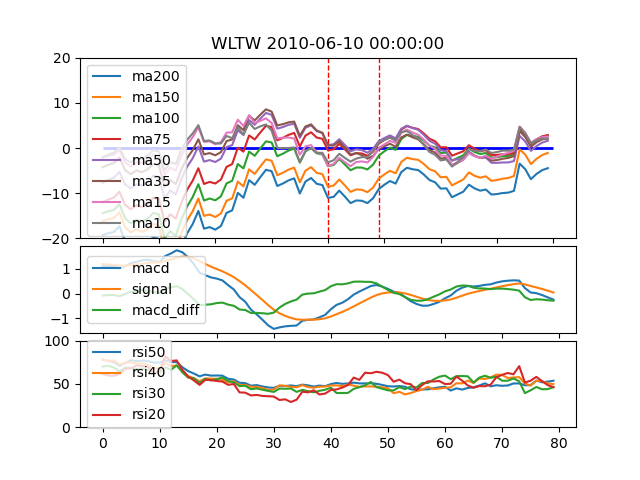 WLTW 2010-06-10 00:00:00
20
10
0
−10
−20
ma200
ma150
ma100
ma75
ma50
ma35
ma15
ma10
1
0
−1
macd
signal
macd_diff
100
50
0
rsi50
rsi40
rsi30
rsi20
0 10 20 30 40 50 60 70 80